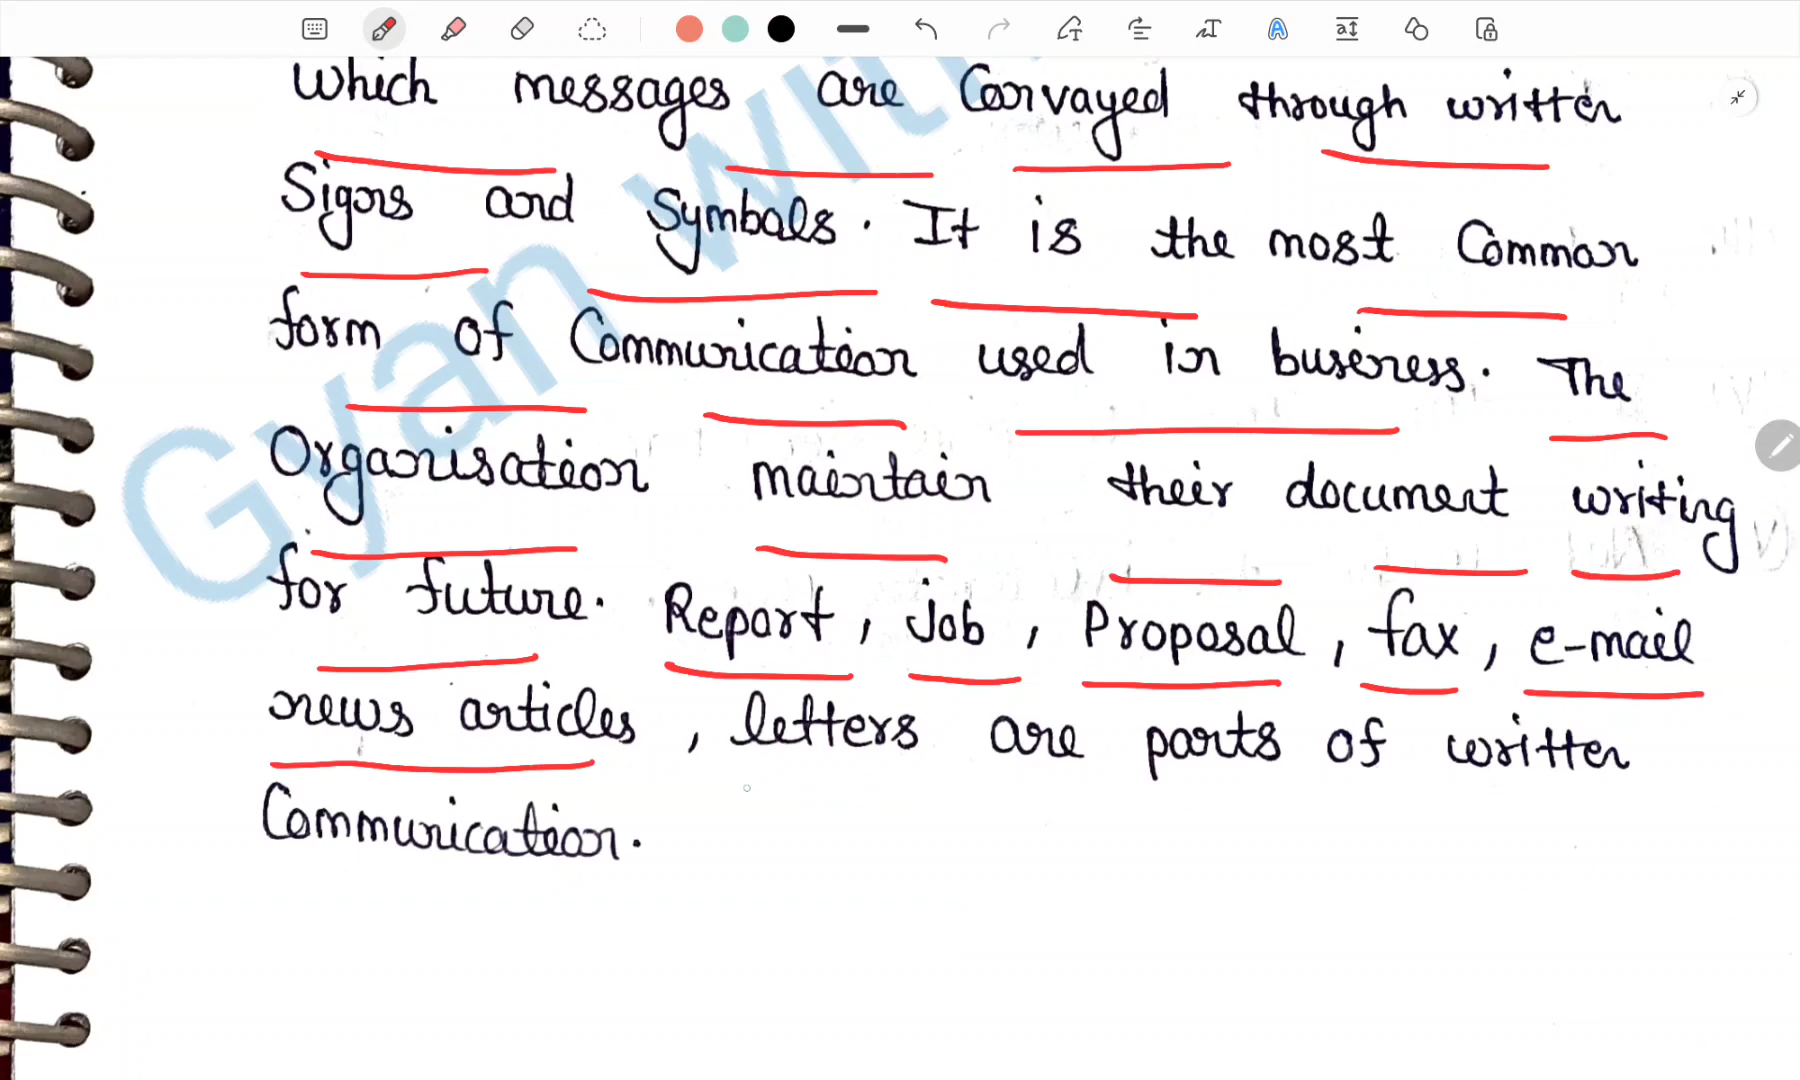 which messages are Convayed through written
Signs and Symbols. It is the most Common
form of Communication used in business. The
Organisation maintain their document writing
for future. Report, Job, Proposal, fax, e-mail
news articles, letters are parts of written
Communication.
Gyan wit